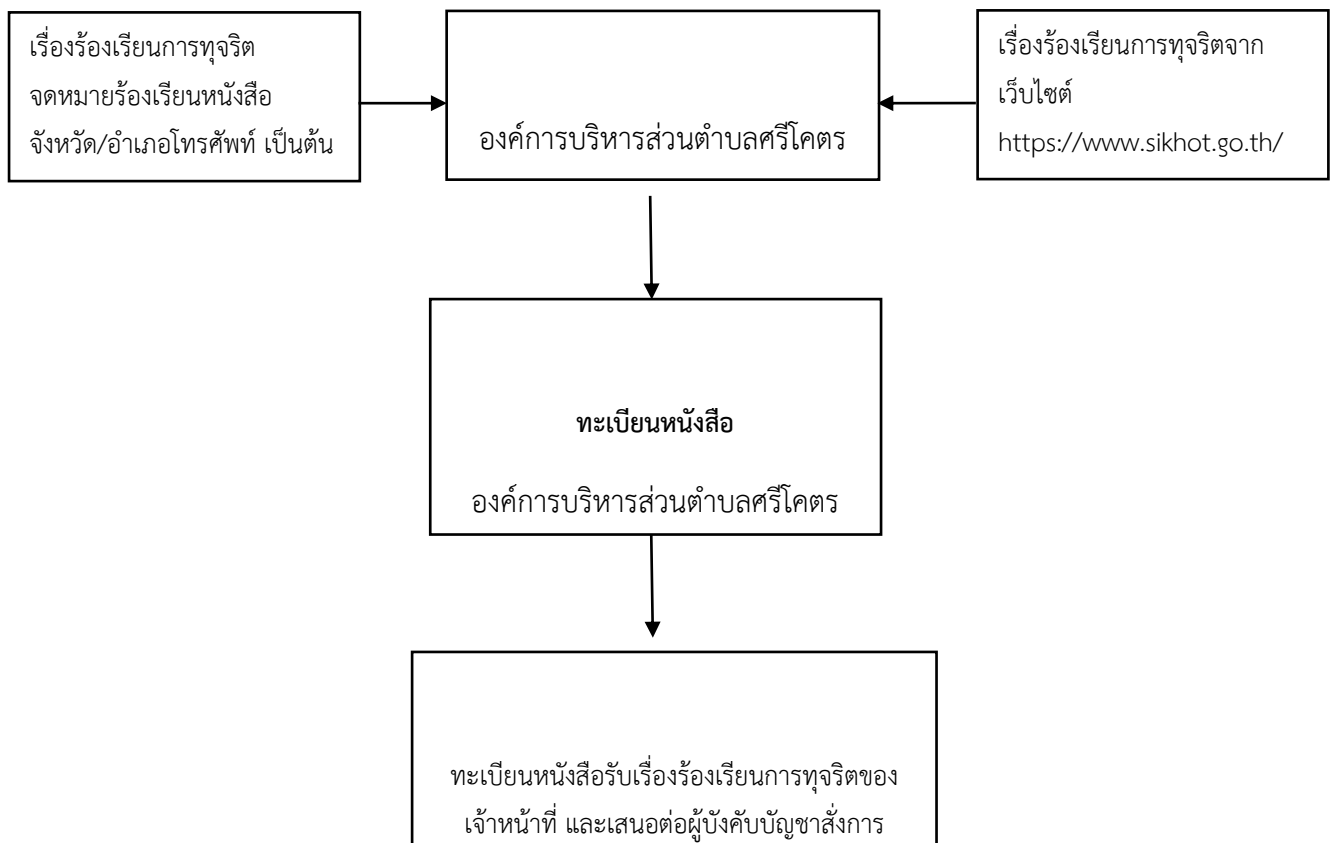 เรื่องร้องเรียนการทุจริต
จดหมายร้องเรียนหนังสือ
จังหวัด/อำเภอโทรศัพท์ เป็นต้น
องค์การบริหารส่วนตำบลศรีโคตร
เรื่องร้องเรียนการทุจริตจาก
เว็บไซต์
https://www.sikhot.go.th/
ทะเบียนหนังสือ
องค์การบริหารส่วนตำบลศรีโคตร
ทะเบียนหนังสือรับเรื่องร้องเรียนการทุจริตของ
เจ้าหน้าที่ และเสนอต่อผู้บังคับบัญชาสั่งการ